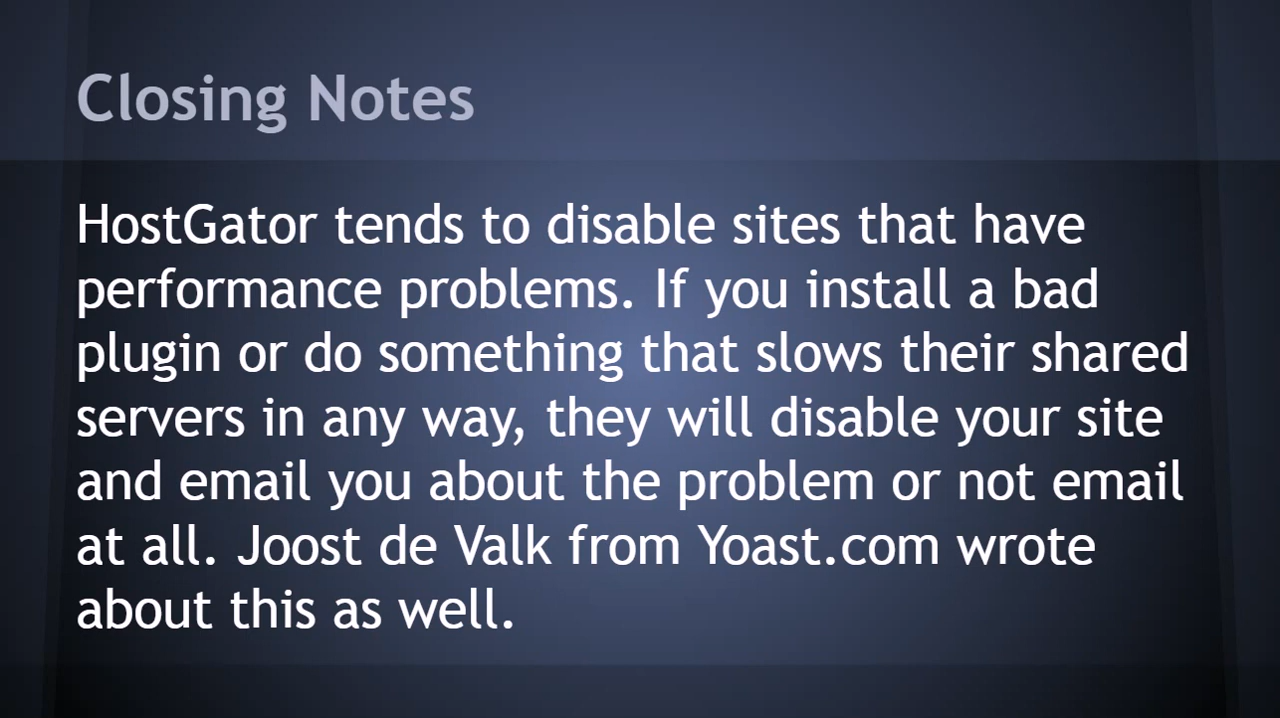 Closing Notes
HostGator tends to disable sites that have
performance problems. If you install a bad
plugin or do something that slows their shared
servers in any way, they will disable your site
and email you about the problem or not email
at all. Joost de Valk from Yoast.com wrote
about this as well.